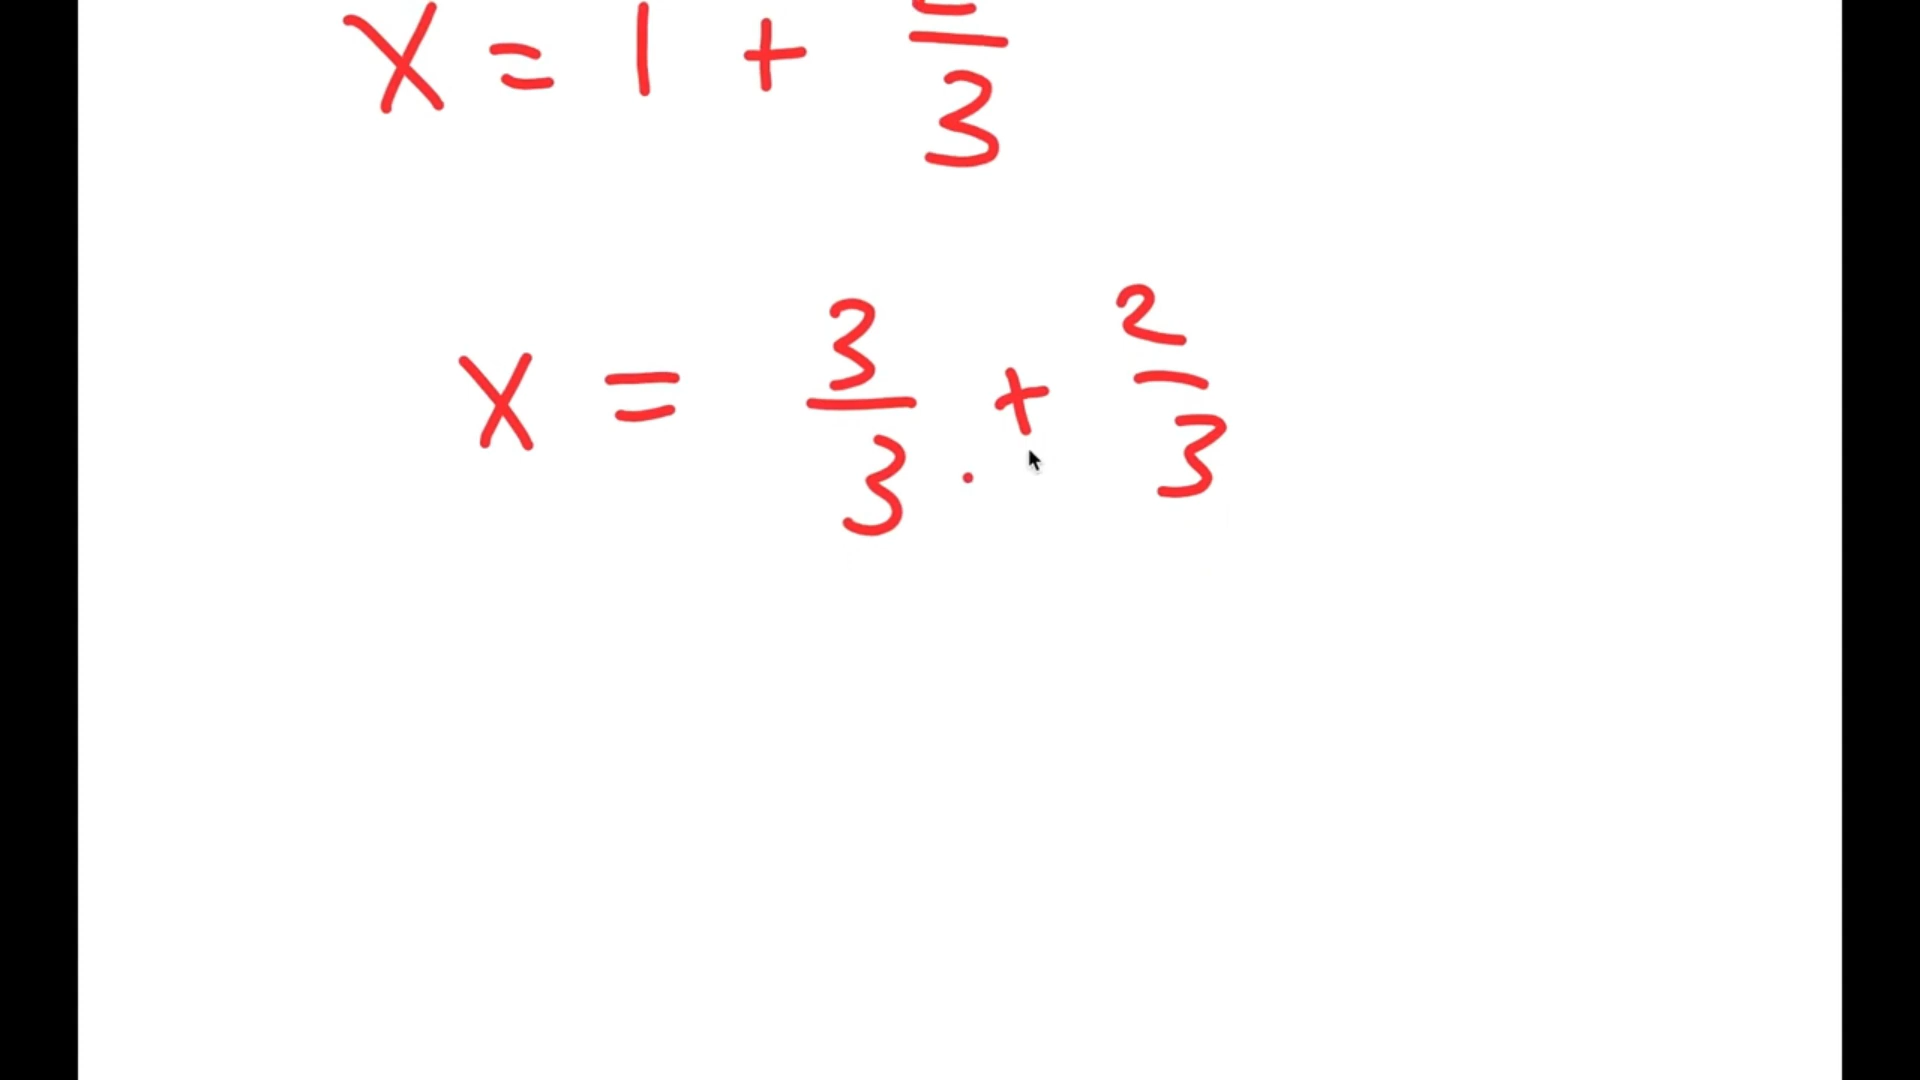 x = 1 + 2/3
x = 3/3 + 2/3